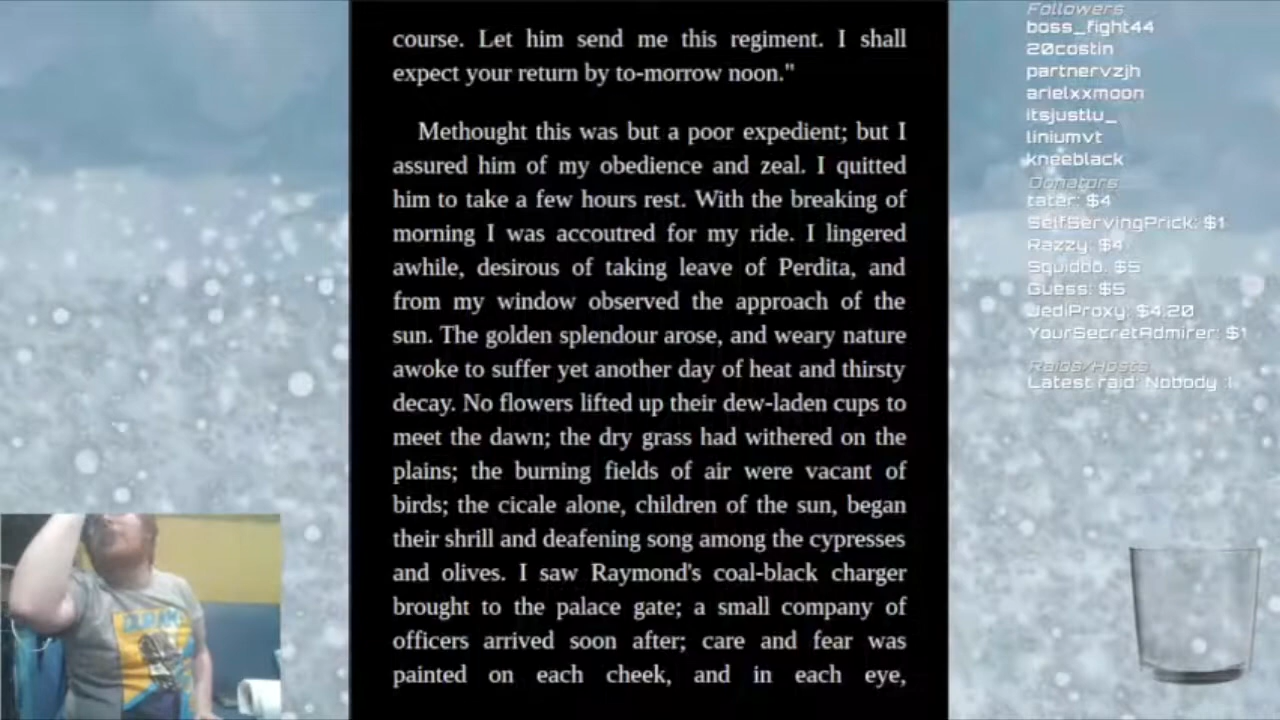 course. Let him send me this regiment. I shall
expect your return by to-morrow noon."
Methought this was but a poor expedient; but I
assured him of my obedience and zeal. I quitted
him to take a few hours rest. With the breaking of
morning I was accoutred for my ride. I lingered
awhile, desirous of taking leave of Perdita, and
from my window observed the approach of the
sun. The golden splendour arose, and weary nature
awoke to suffer yet another day of heat and thirsty
decay. No flowers lifted up their dew-laden cups to
meet the dawn; the dry grass had withered on the
plains; the burning fields of air were vacant of
birds; the cicale alone, children of the sun, began
their shrill and deafening song among the cypresses
and olives. I saw Raymond's coal-black charger
brought to the palace gate; a small company of
officers arrived soon after; care and fear was
painted on each cheek, and in each eye,
Followers
boss_fight44
20costin
partnervzjh
arielxxmoon
itsjustlu_
liniumvt
kneeblack
Donators
tater: $4
SelfServingPrick: $1
Razzy: $4
Squidbo: $5
Guess: $5
JediProxy: $4.20
YourSecretAdmirer: $1
Raids/Hosts
Latest raid: Nobody :(